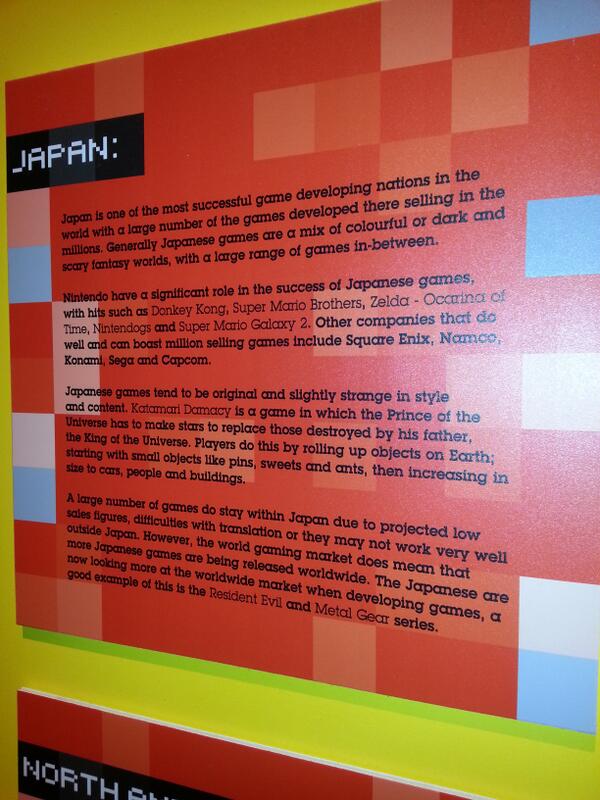 JAPAN:
Japan is one of the most successful game developing nations in the
world with a large number of the games developed there selling in the
millions. Generally Japanese games are a mix of colourful or dark and
scary fantasy worlds, with a large range of games in-between.
Nintendo have a significant role in the success of Japanese games,
with hits such as Donkey Kong, Super Mario Brothers, Zelda - Ocarina of
Time, Nintendogs and Super Mario Galaxy 2. Other companies that do
well and can boast million selling games include Square Enix, Namco,
Konami, Sega and Capcom.
Japanese games tend to be original and slightly strange in style
and content. Katamari Damacy is a game in which the Prince of the
Universe has to make stars to replace those destroyed by his father,
the King of the Universe. Players do this by rolling up objects on Earth;
starting with small objects like pins, sweets and ants, then increasing in
size to cars, people and buildings.
A large number of games do stay within Japan due to projected low
sales figures, difficulties with translation or they may not work very well
outside Japan. However, the world gaming market does mean that
more Japanese games are being released worldwide. The Japanese are
now looking more at the worldwide market when developing games, a
good example of this is the Resident Evil and Metal Gear series.
NORTH